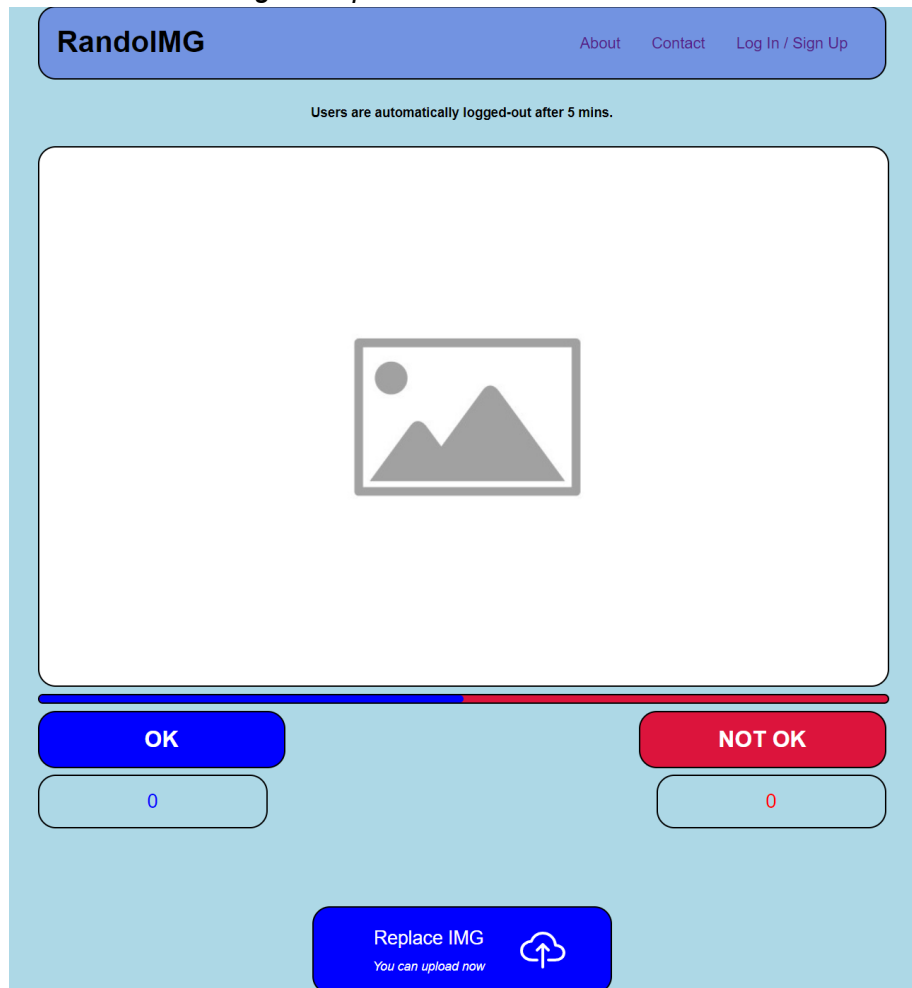 RandoIMG
About Contact Log In / Sign Up
Users are automatically logged-out after 5 mins.
OK
NOT OK
0
0
Replace IMG
You can upload now